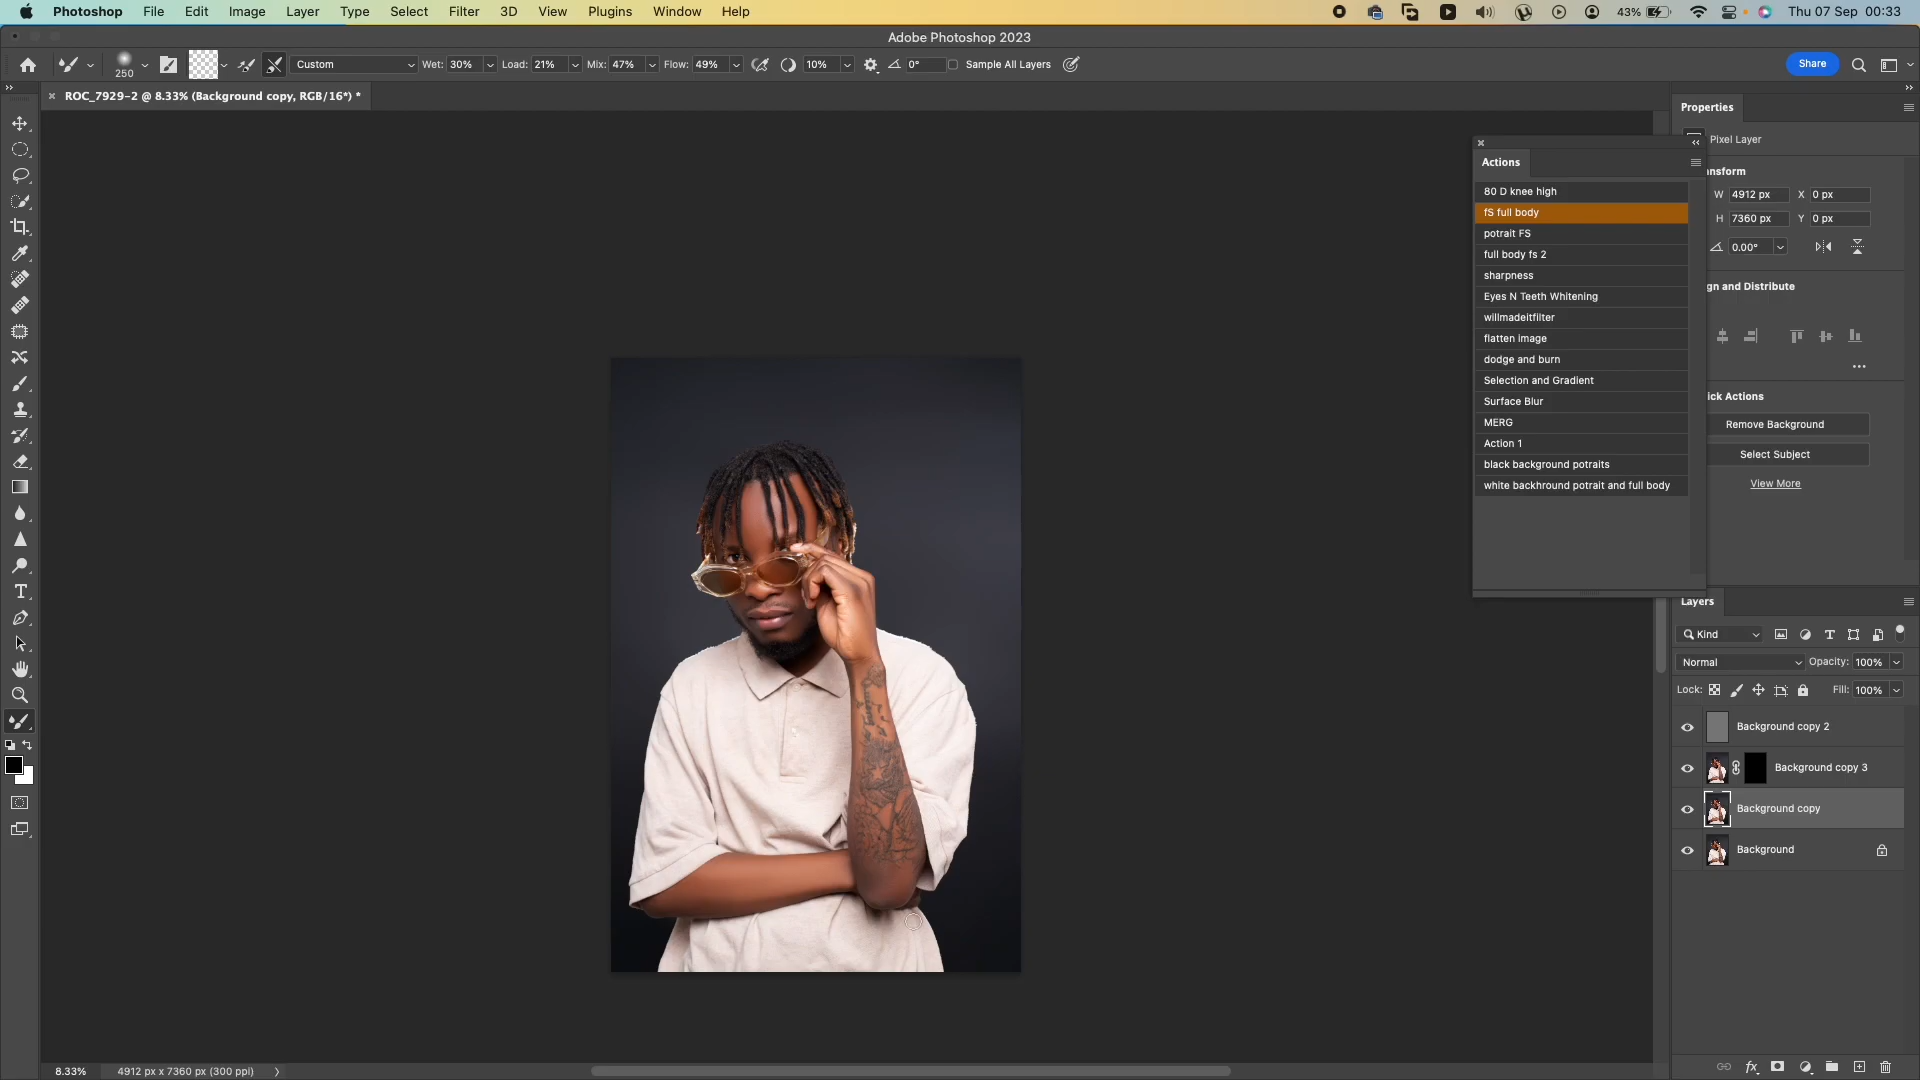 Photoshop File Edit Image Layer Type Select Filter 3D View Plugins Window Help 43% Thu 07 Sep 00:33
Adobe Photoshop 2023
250 Custom Wet: 30% Load: 21% Mix: 47% Flow: 49% 10% 0° Sample All Layers Share
ROC_7929-2 @ 8.33% (Background copy, RGB/16*) *
Properties
Pixel Layer
Actions
nsform
80 D knee high
W 4912 px X 0 px
fS full body
H 7360 px Y 0 px
potrait FS
0.00°
full body fs 2
sharpness
gn and Distribute
Eyes N Teeth Whitening
willmadeitfilter
flatten Image
dodge and burn
Selection and Gradient
ick Actions
Surface Blur
MERG
Remove Background
Action 1
Select Subject
black background potraits
View More
white backhround potrait and full body
Layers
Kind
Normal Opacity: 100%
Lock: Fill: 100%
Background copy 2
Background copy 3
Background copy
Background
8.33% 4912 px x 7360 px (300 ppi)